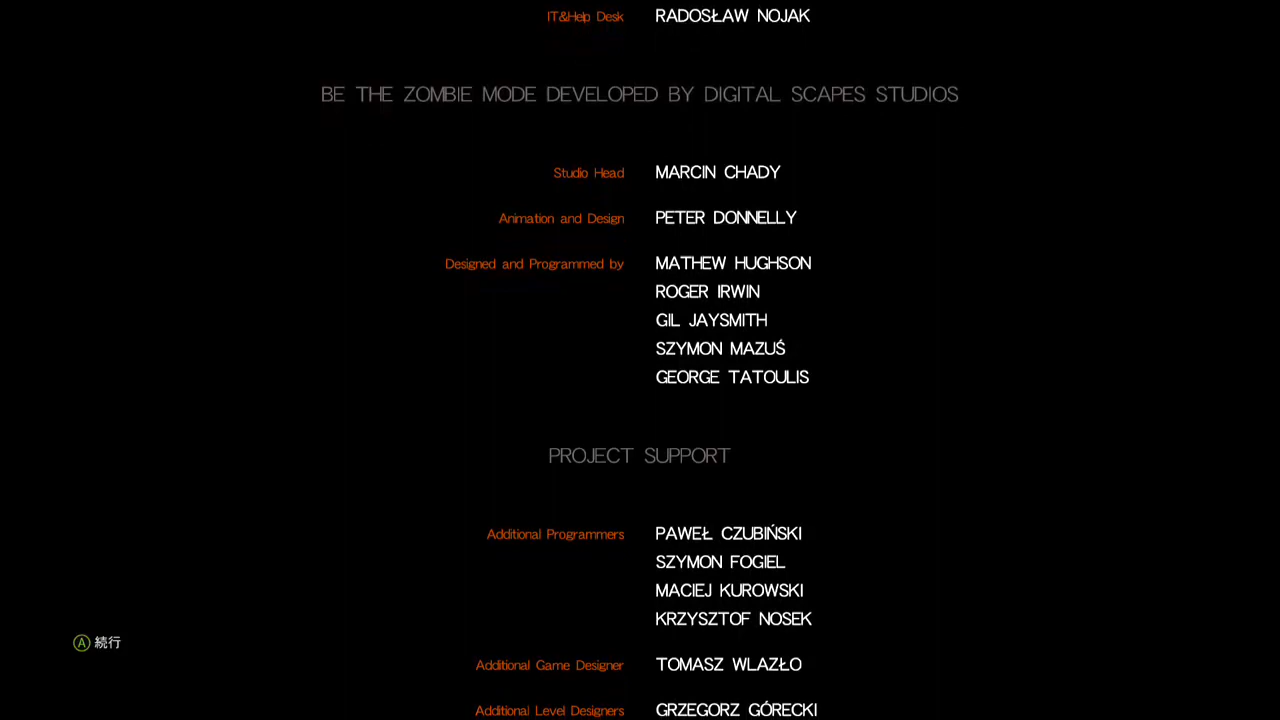 IT&Help Desk RADOSŁAW NOJAK
BE THE ZOMBIE MODE DEVELOPED BY DIGITAL SCAPES STUDIOS
Studio Head MARCIN CHADY
Animation and Design PETER DONNELLY
Designed and Programmed by MATHEW HUGHSON
ROGER IRWIN
GIL JAYSMITH
SZYMON MAZUŚ
GEORGE TATOULIS
PROJECT SUPPORT
Additional Programmers PAWEŁ CZUBIŃSKI
SZYMON FOGIEL
MACIEJ KUROWSKI
KRZYSZTOF NOSEK
A 続行
Additional Game Designer TOMASZ WLAZŁO
Additional Level Designers GRZEGORZ GÓRECKI